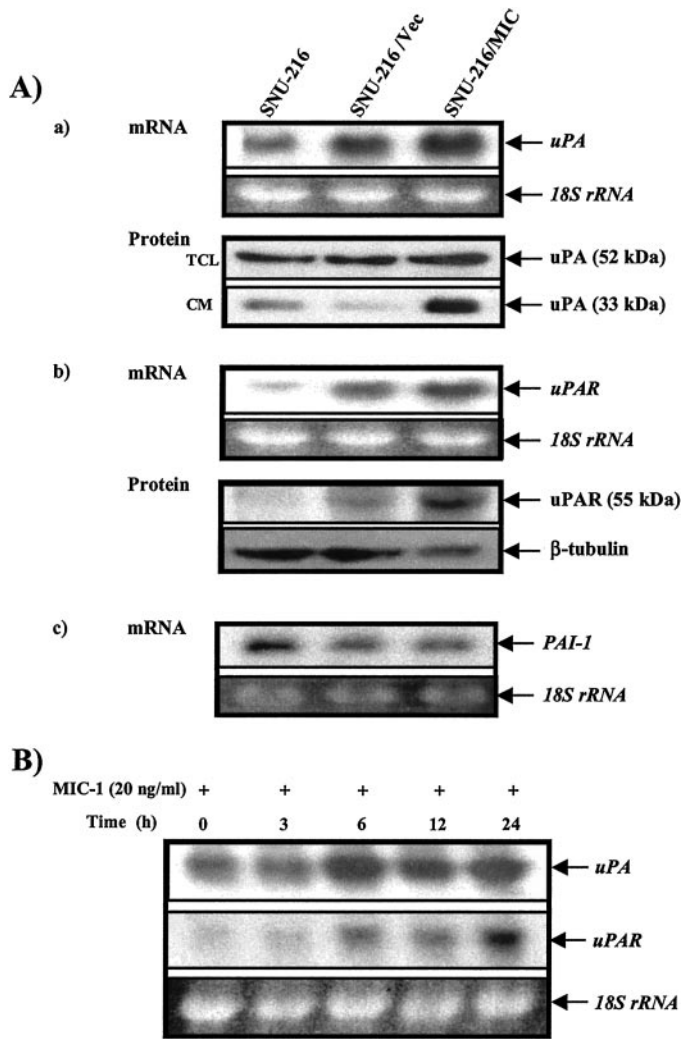 SNU-216
SNU-216 /Vec
SNU-216/MIC
A)
a) mRNA
uPA
18S rRNA
Protein
TCL
uPA (52 kDa)
CM
uPA (33 kDa)
b) mRNA
uPAR
18S rRNA
Protein
uPAR (55 kDa)
β-tubulin
c) mRNA
PAI-1
18S rRNA
B)
MIC-1 (20 ng/ml) + + + + +
Time (h) 0 3 6 12 24
uPA
uPAR
18S rRNA